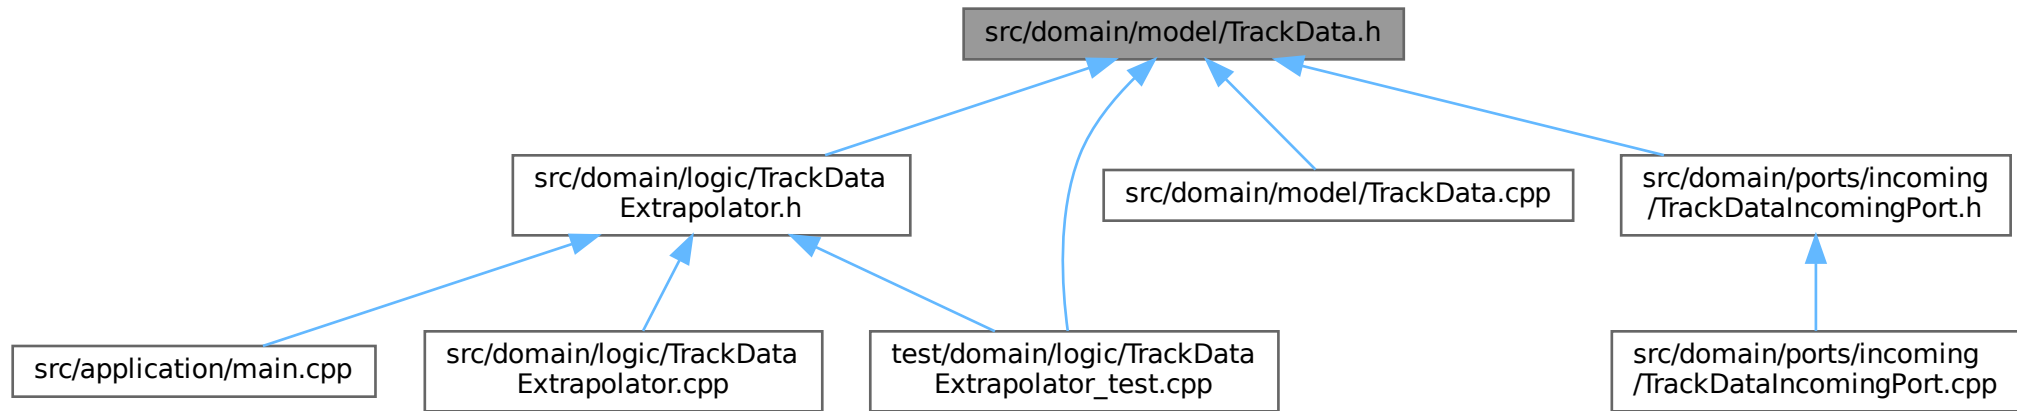 src/domain/model/TrackData.h
src/domain/logic/TrackData
Extrapolator.h
src/domain/model/TrackData.cpp
src/domain/ports/incoming
/TrackDataIncomingPort.h
src/application/main.cpp
src/domain/logic/TrackData
Extrapolator.cpp
test/domain/logic/TrackData
Extrapolator_test.cpp
src/domain/ports/incoming
/TrackDataIncomingPort.cpp